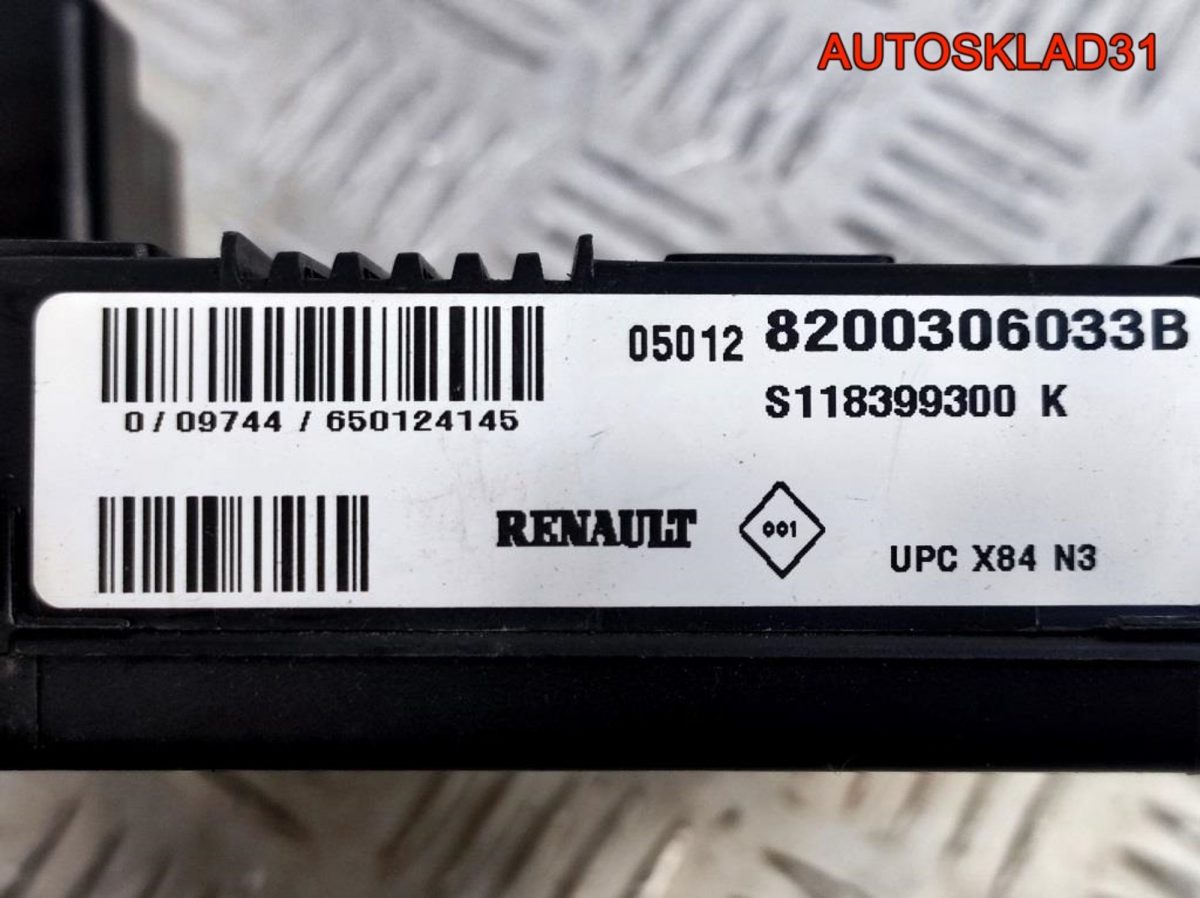 AUTOSKLAD31
05012 8200306033B
S118399300 K
0/09744/650124145
RENAULT
001
UPC X84 N3